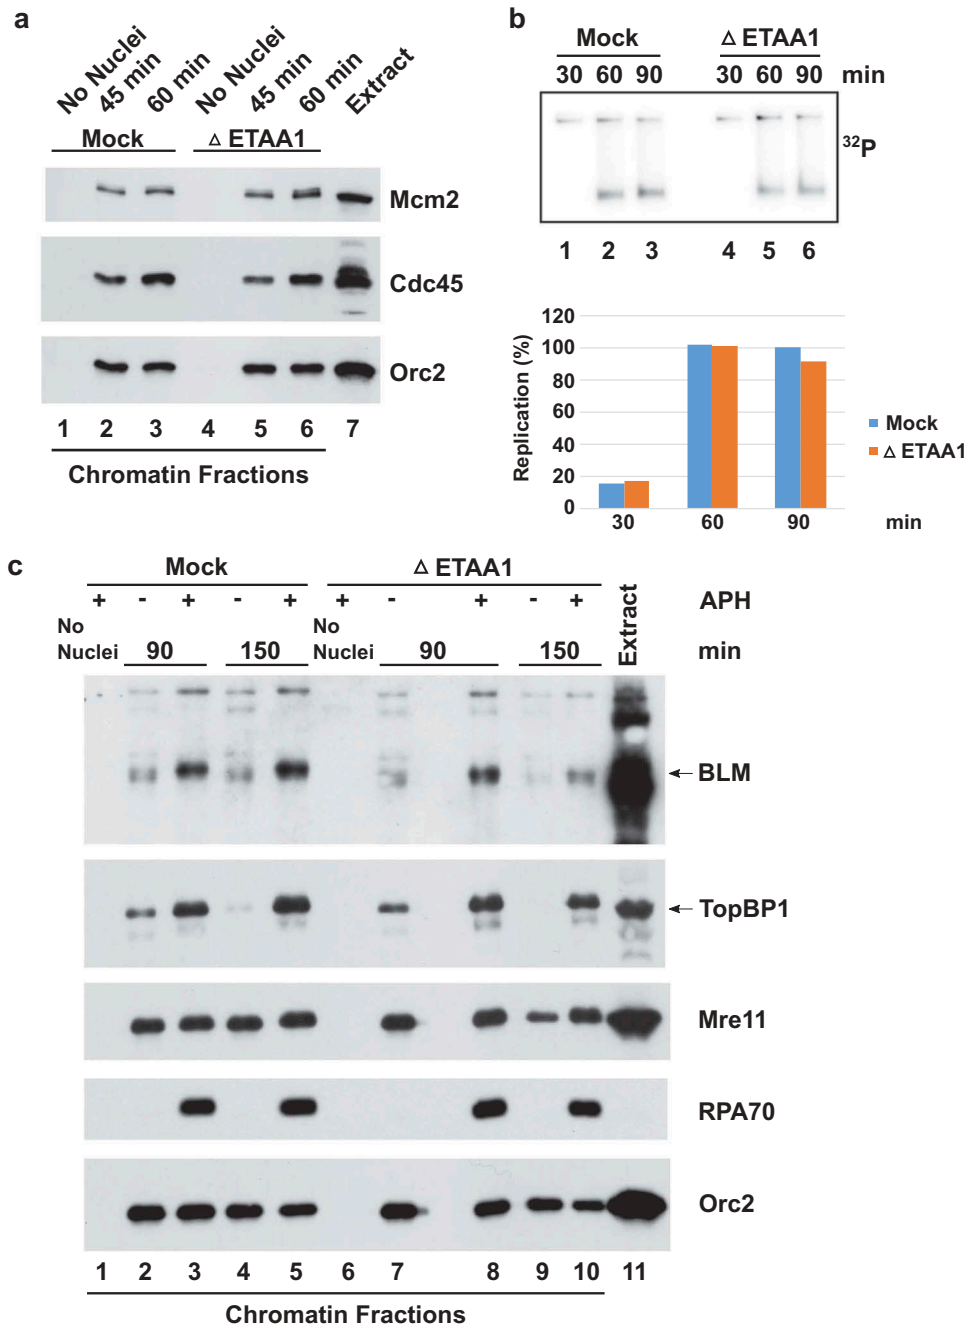 a
No Nuclei 45 min 60 min No Nuclei 45 min 60 min Extract
Mock △ ETAA1
Mcm2
Cdc45
Orc2
1 2 3 4 5 6 7
Chromatin Fractions
b
Mock △ ETAA1
30 60 90 30 60 90 min
32P
1 2 3 4 5 6
Replication (%)
120
100
80
60
40
20
0
30 60 90 min
Mock
△ ETAA1
c
Mock △ ETAA1 Extract
+ - + - + + - + - + APH
No Nuclei 90 150 No Nuclei 90 150 min
BLM
TopBP1
Mre11
RPA70
Orc2
1 2 3 4 5 6 7 8 9 10 11
Chromatin Fractions